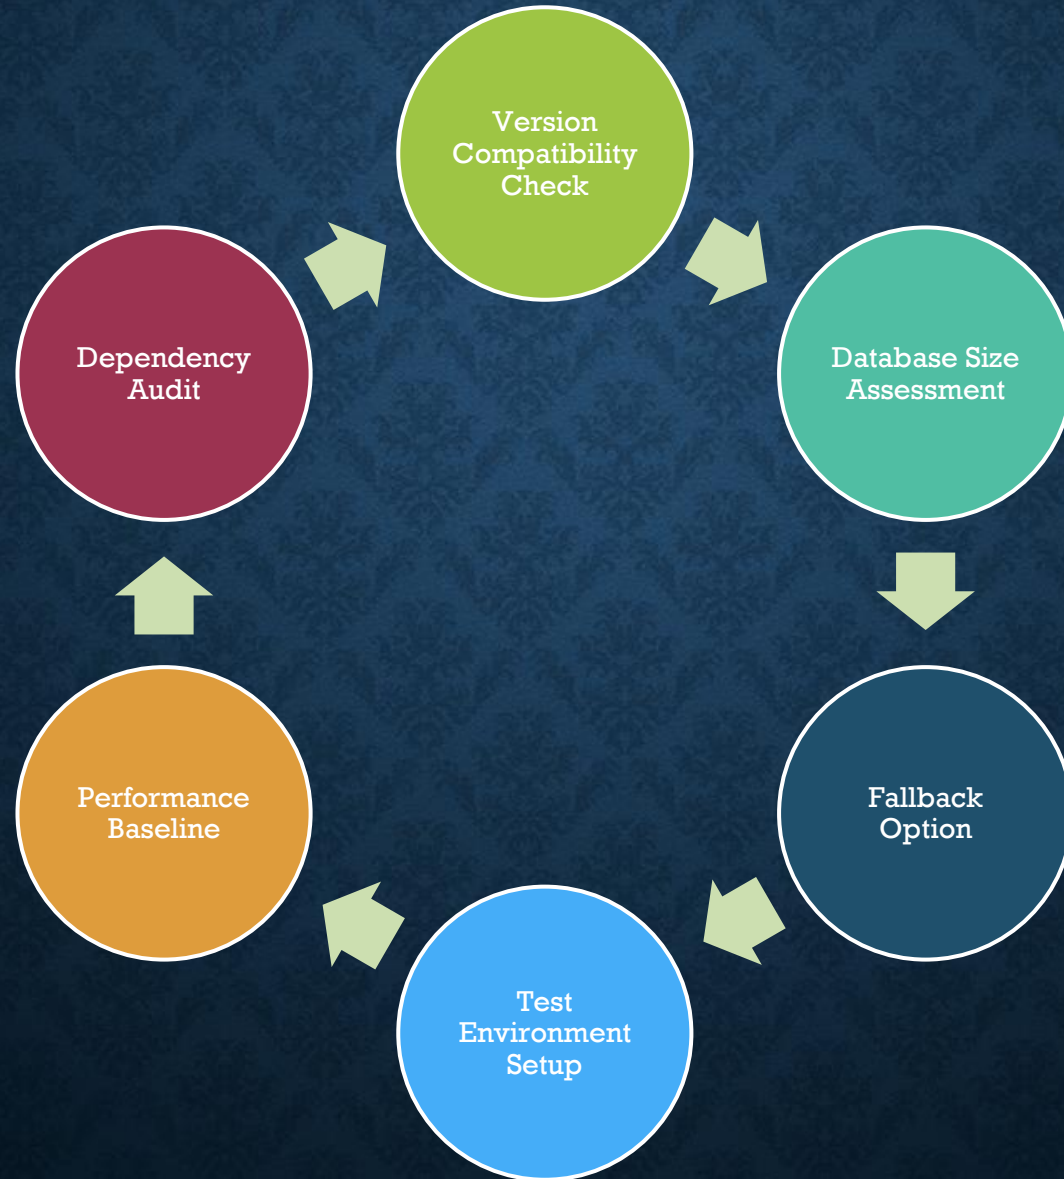 Version
Compatibility
Check
Database Size
Assessment
Fallback
Option
Test
Environment
Setup
Performance
Baseline
Dependency
Audit